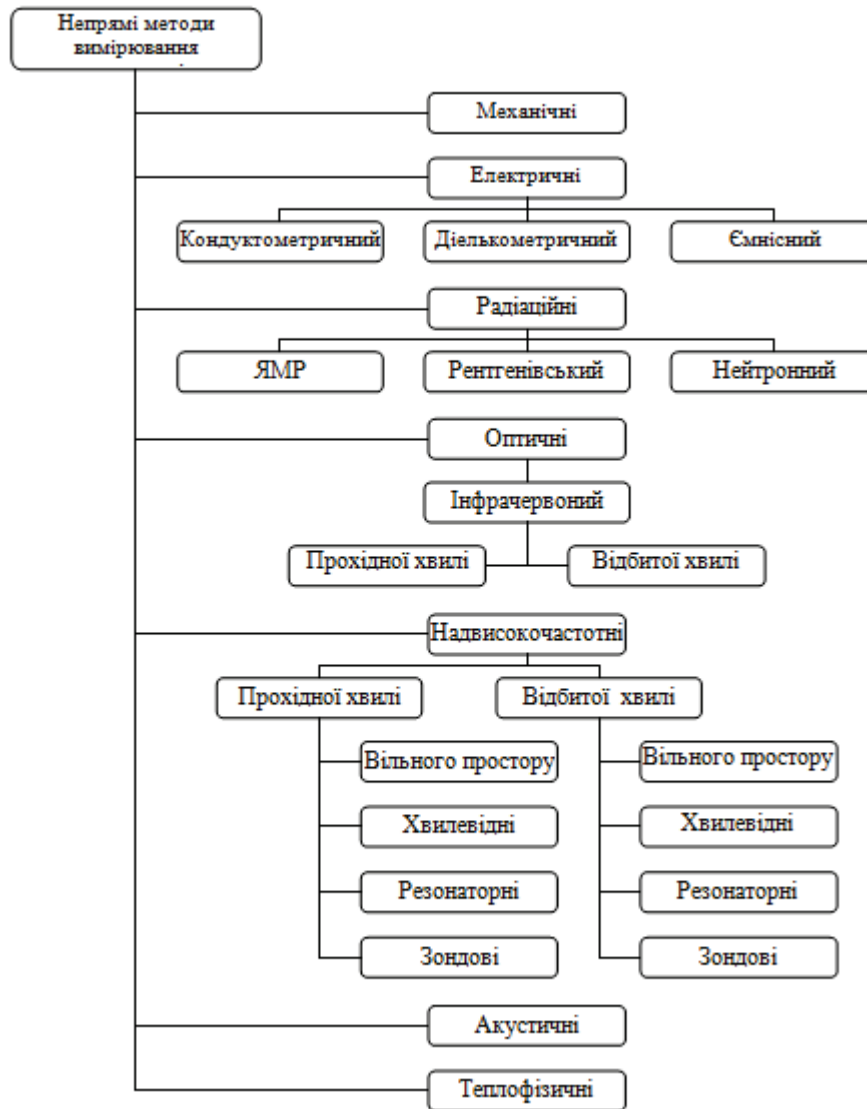 Непрямі методи
вимірювання
Механічні
Електричні
Кондуктометричний
Діелькометричний
Ємнісний
Радіаційні
ЯМР
Рентгенівський
Нейтронний
Оптичні
Інфрачервоний
Прохідної хвилі
Відбитої хвилі
Надвисокочастотні
Прохідної хвилі
Відбитої хвилі
Вільного простору
Вільного простору
Хвилевідні
Хвилевідні
Резонаторні
Резонаторні
Зондові
Зондові
Акустичні
Теплофізичні